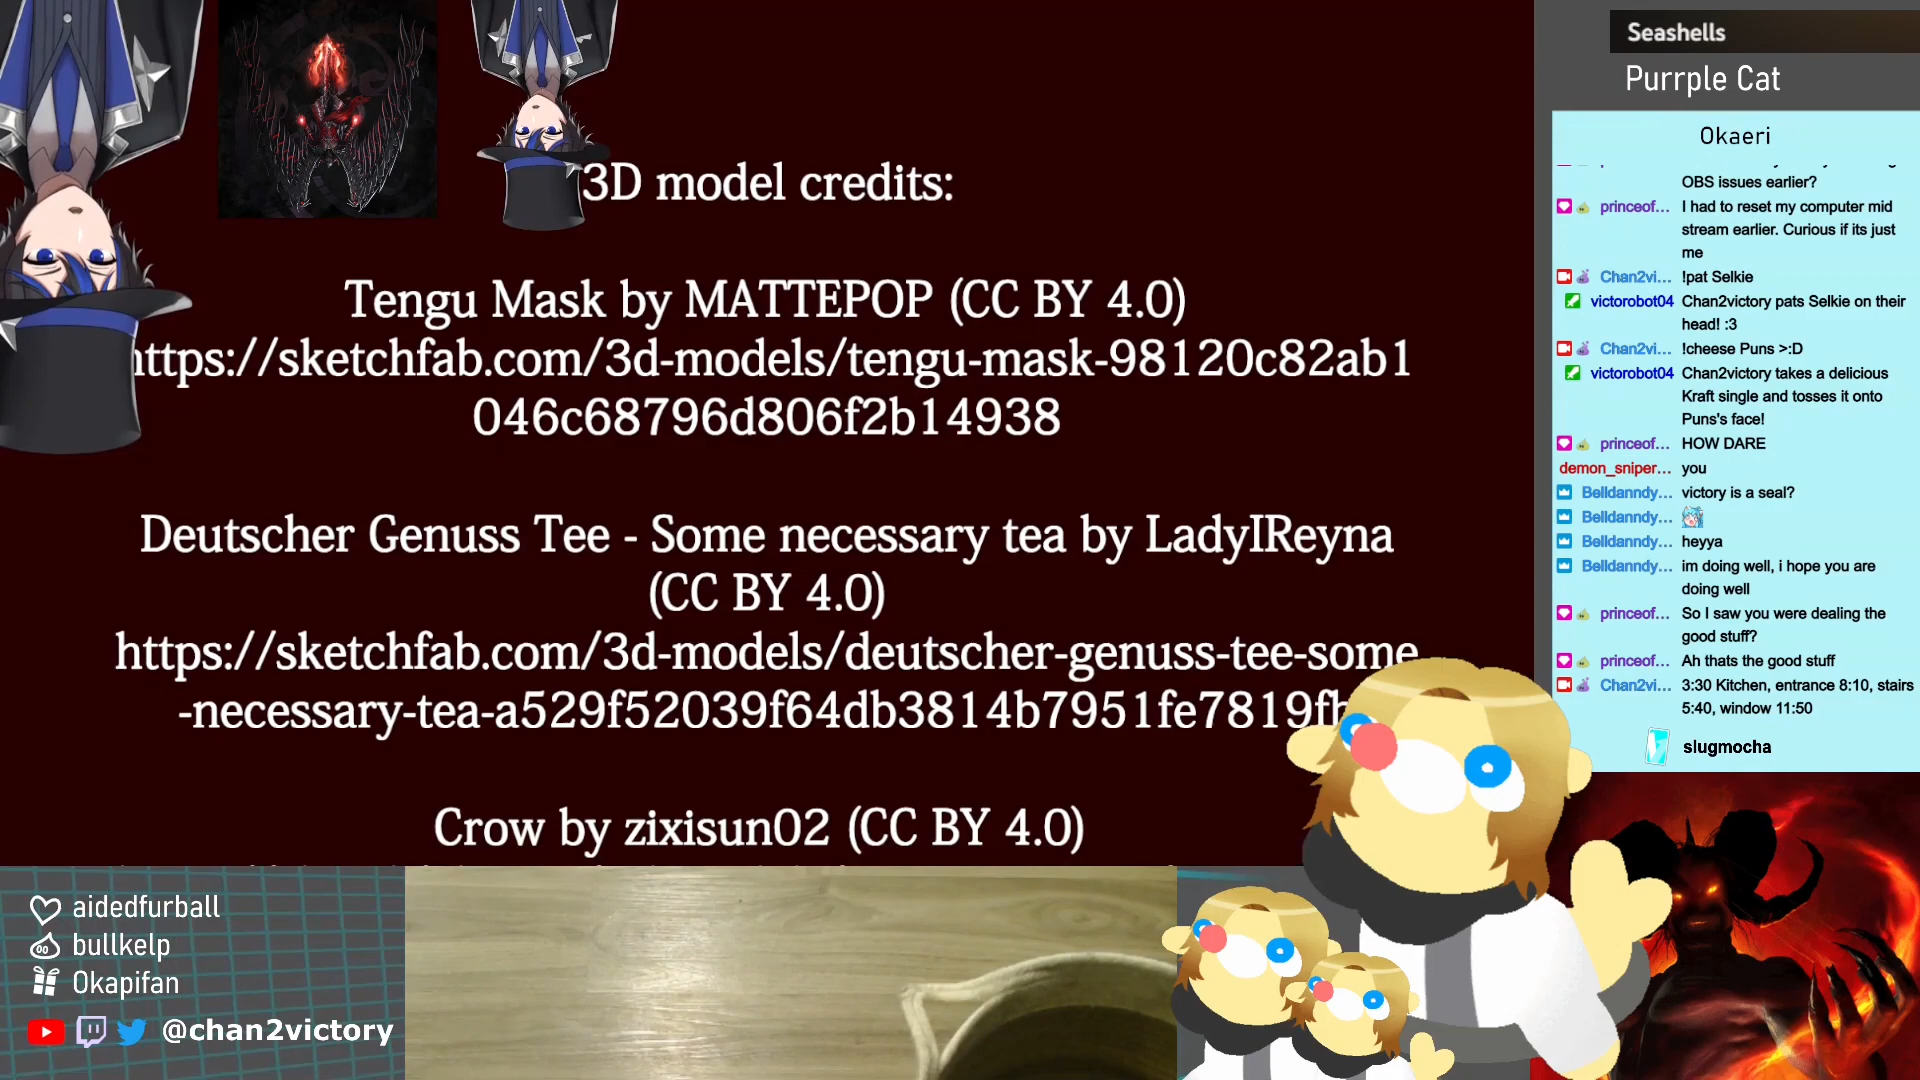 3D model credits:
Tengu Mask by MATTEPOP (CC BY 4.0)
https://sketchfab.com/3d-models/tengu-mask-98120c82ab1
046c68796d806f2b14938
Deutscher Genuss Tee - Some necessary tea by LadyIReyna
(CC BY 4.0)
https://sketchfab.com/3d-models/deutscher-genuss-tee-some
-necessary-tea-a529f52039f64db3814b7951fe7819fb
Crow by zixisun02 (CC BY 4.0)
Seashells
Purrple Cat
Okaeri
OBS issues earlier?
princeof... I had to reset my computer mid
stream earlier. Curious if its just
me
Chan2vi... !pat Selkie
victorobot04 Chan2victory pats Selkie on their
head! :3
Chan2vi... !cheese Puns >:D
victorobot04 Chan2victory takes a delicious
Kraft single and tosses it onto
Puns's face!
princeof... HOW DARE
demon_sniper... you
Belldanndy... victory is a seal?
Belldanndy...
Belldanndy... heyya
Belldanndy... im doing well, i hope you are
doing well
princeof... So I saw you were dealing the
good stuff?
princeof... Ah thats the good stuff
Chan2vi... 3:30 Kitchen, entrance 8:10, stairs
5:40, window 11:50
slugmocha
aidedfurball
bullkelp
Okapifan
@chan2victory